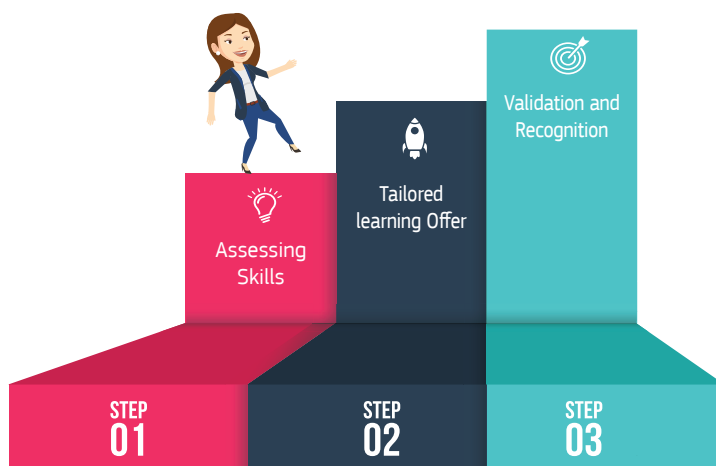 Validation and
Recognition
Tailored
learning Offer
Assessing
Skills
STEP
01
STEP
02
STEP
03